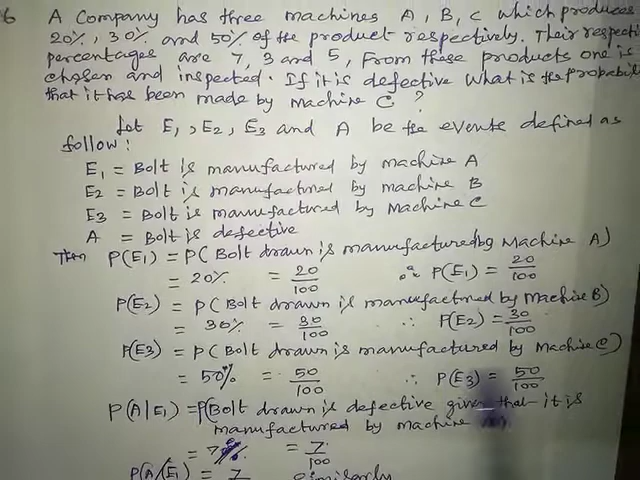 6 A Company has three machines A, B, C which produces
20%, 30% and 50% of the product respectively. Their respecti
percentages are 7, 3 and 5, From these products one is
chosen and inspected. If it is defective what is the probabil
that it has been made by machine C ?
Let E1, E2, E3 and A be the events defined as
follow:
E1 = Bolt is manufactured by machine A
E2 = Bolt is manufactured by machine B
E3 = Bolt is manufactured by Machine C
A = Bolt is defective
Then P(E1) = P( Bolt drawn is manufactured by Machine A)
= 20% = 20/100 ∴ P(E1) = 20/100
P(E2) = P( Bolt drawn is manufactured by Machine B)
= 30% = 30/100 ∴ P(E2) = 30/100
P(E3) = P( Bolt drawn is manufactured by Machine C)
= 50% = 50/100 ∴ P(E3) = 50/100
P(A|E1) = P(Bolt drawn is defective given that it is
manufactured by machine
= 7% = 7/100
P(A/E1) = 7 Similarly